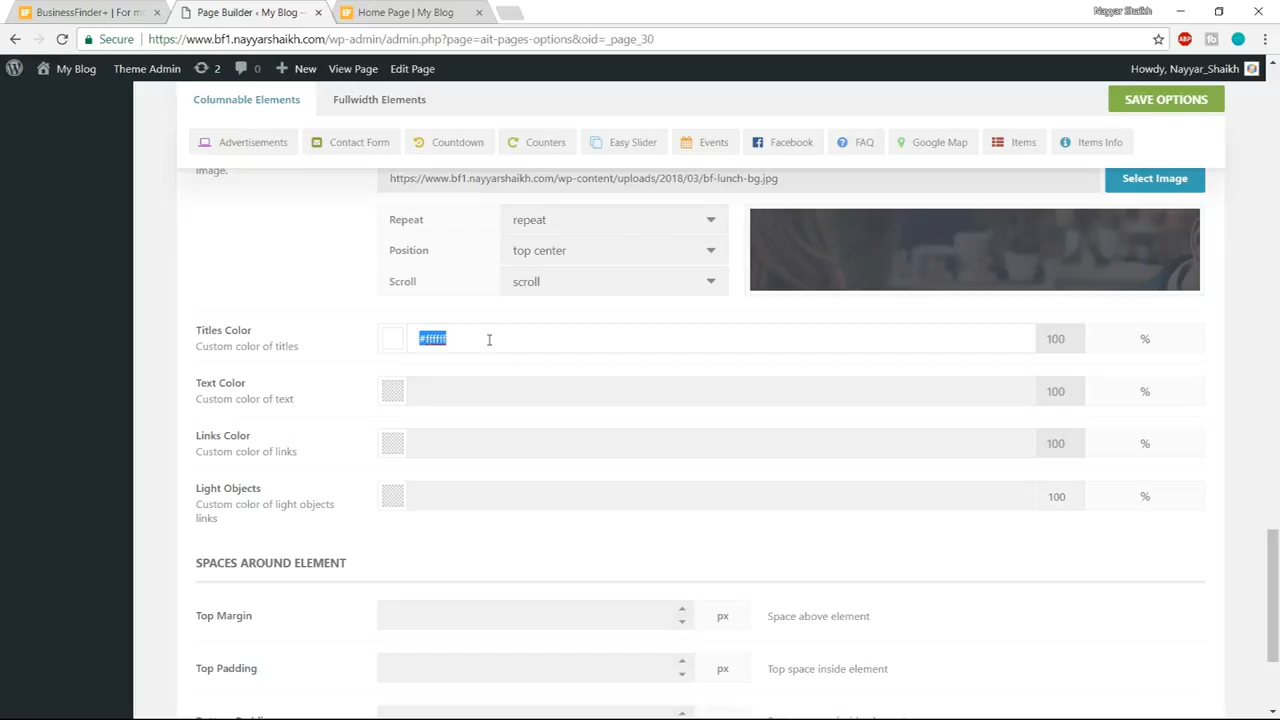 BusinessFinder+ | For m
Page Builder ‹ My Blog —
Home Page | My Blog
Nayyar Shaikh
Secure
https://www.bf1.nayyarshaikh.com/wp-admin/admin.php?page=ait-pages-options&oid=_page_30
My Blog
Theme Admin
2
0
New
View Page
Edit Page
Howdy, Nayyar_Shaikh
Columnable Elements
Fullwidth Elements
SAVE OPTIONS
Advertisements
Contact Form
Countdown
Counters
Easy Slider
Events
Facebook
FAQ
Google Map
Items
Items Info
Image.
https://www.bf1.nayyarshaikh.com/wp-content/uploads/2018/03/bf-lunch-bg.jpg
Select Image
Repeat
repeat
Position
top center
Scroll
scroll
Titles Color
Custom color of titles
#ffffff
100
%
Text Color
Custom color of text
100
%
Links Color
Custom color of links
100
%
Light Objects
Custom color of light objects
links
100
%
SPACES AROUND ELEMENT
Top Margin
px
Space above element
Top Padding
px
Top space inside element